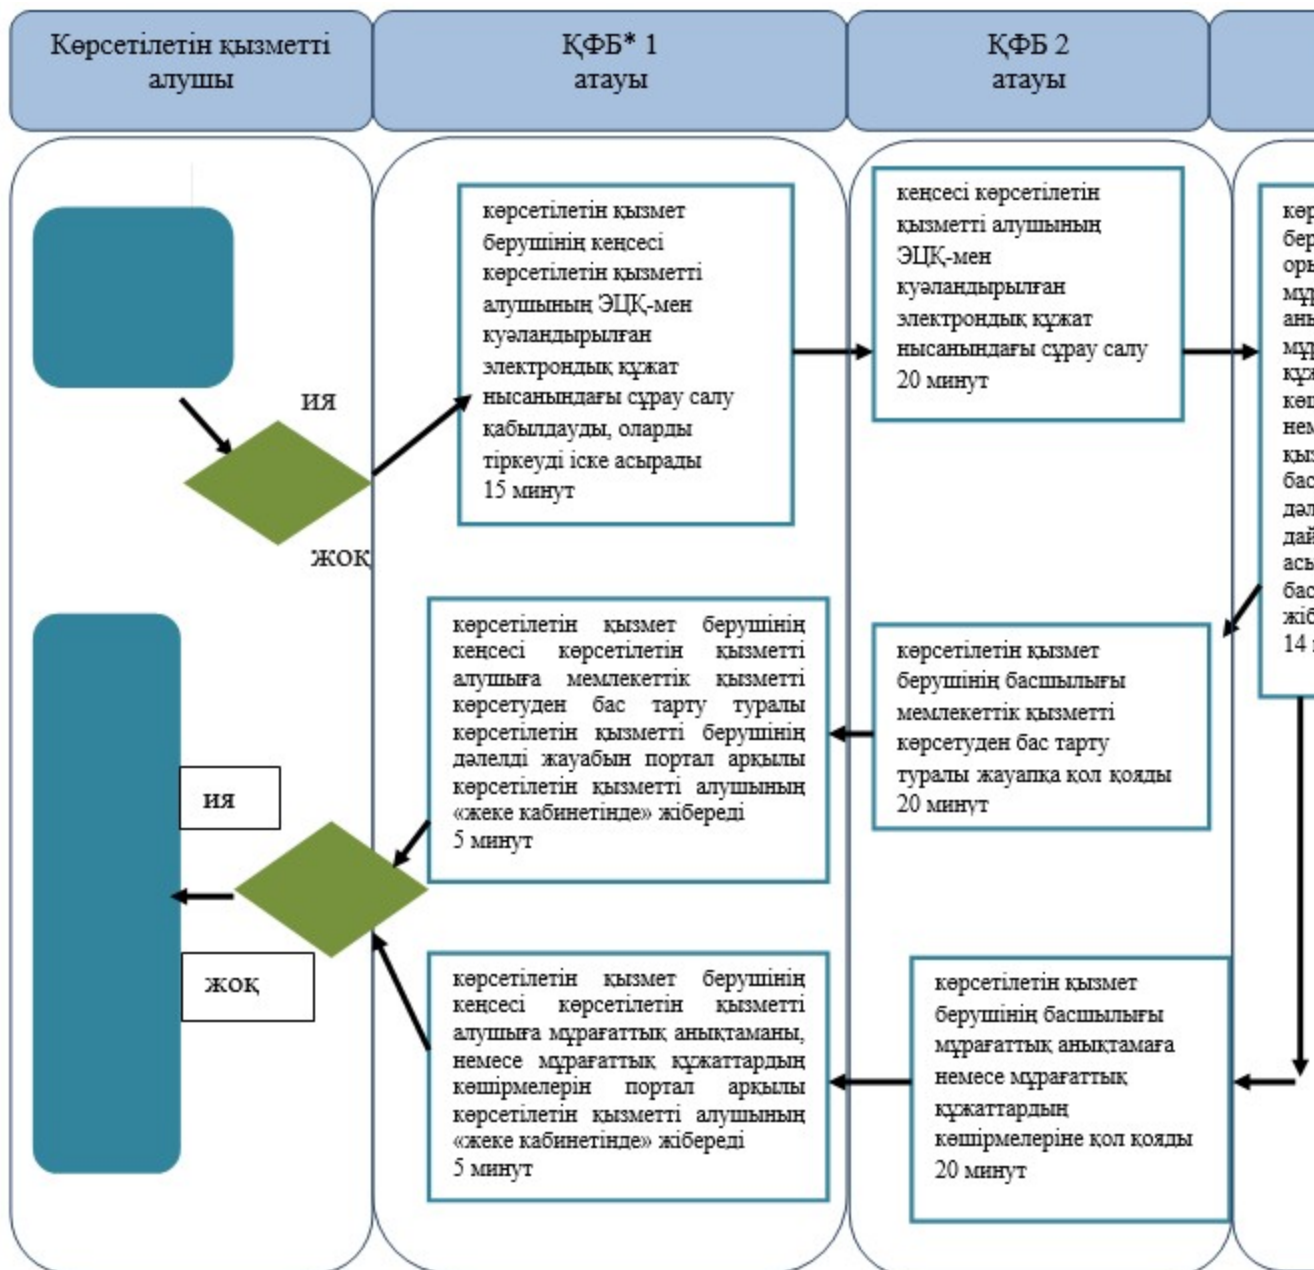 Көрсетілетін қызметті
алушы
ҚФБ* 1
атауы
ҚФБ 2
атауы
ия
жоқ
көрсетілетін қызмет
берушінің кеңсесі
көрсетілетін қызметті
алушының ЭЦҚ-мен
куәландырылған
электрондық құжат
нысанындағы сұрау салу
қабылдауды, оларды
тіркеуді іске асырады
15 минут
кеңсесі көрсетілетін
қызметті алушының
ЭЦҚ-мен
куәландырылған
электрондық құжат
нысанындағы сұрау салу
20 минут
14
көрсетілетін қызмет берушінің
кеңсесі көрсетілетін қызметті
алушыға мемлекеттік қызметті
көрсетуден бас тарту туралы
көрсетілетін қызметті берушінің
дәлелді жауабын портал арқылы
көрсетілетін қызметті алушының
«жеке кабинетінде» жібереді
5 минут
көрсетілетін қызмет
берушінің басшылығы
мемлекеттік қызметті
көрсетуден бас тарту
туралы жауапқа қол қояды
20 минут
ия
жоқ
көрсетілетін қызмет берушінің
кеңсесі көрсетілетін қызметті
алушыға мұрағаттық анықтаманы,
немесе мұрағаттық құжаттардың
көшірмелерін портал арқылы
көрсетілетін қызметті алушының
«жеке кабинетінде» жібереді
5 минут
көрсетілетін қызмет
берушінің басшылығы
мұрағаттық анықтамаға
немесе мұрағаттық
құжаттардың
көшірмелеріне қол қояды
20 минут